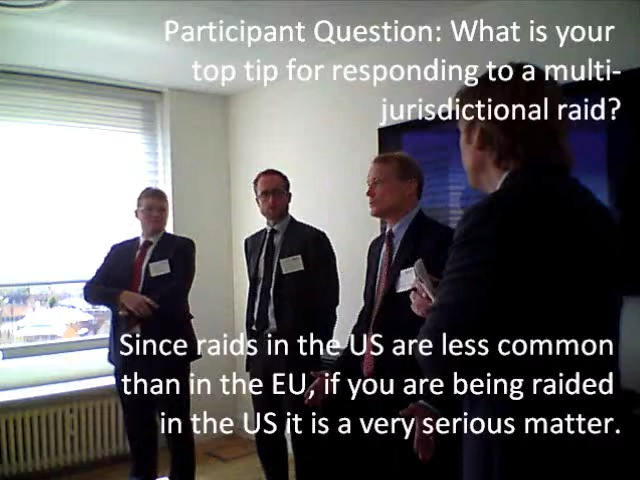 Participant Question: What is your
top tip for responding to a multi-
jurisdictional raid?
Since raids in the US are less common
than in the EU, if you are being raided
in the US it is a very serious matter.